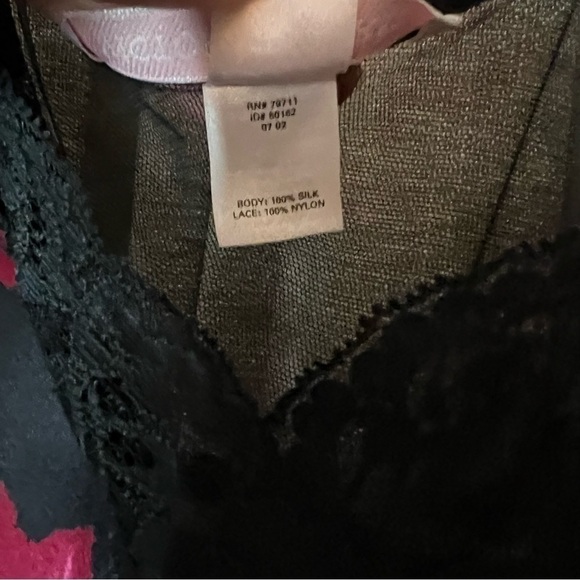 RN# 79711
ID# 60162
07 02
BODY: 100% SILK
LACE: 100% NYLON